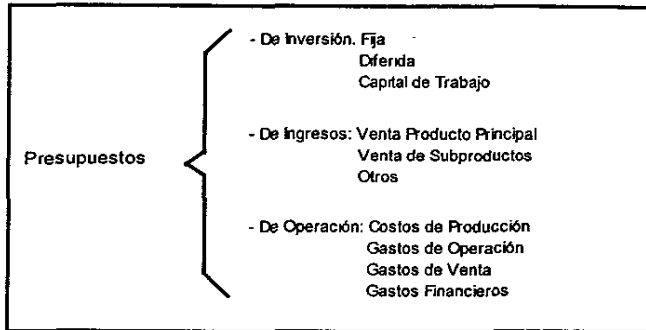 - De Inversión. Fija
Diferida
Capital de Trabajo
- De Ingresos: Venta Producto Principal
Presupuestos
Venta de Subproductos
Otros
- De Operación: Costos de Producción
Gastos de Operación
Gastos de Venta
Gastos Financieros